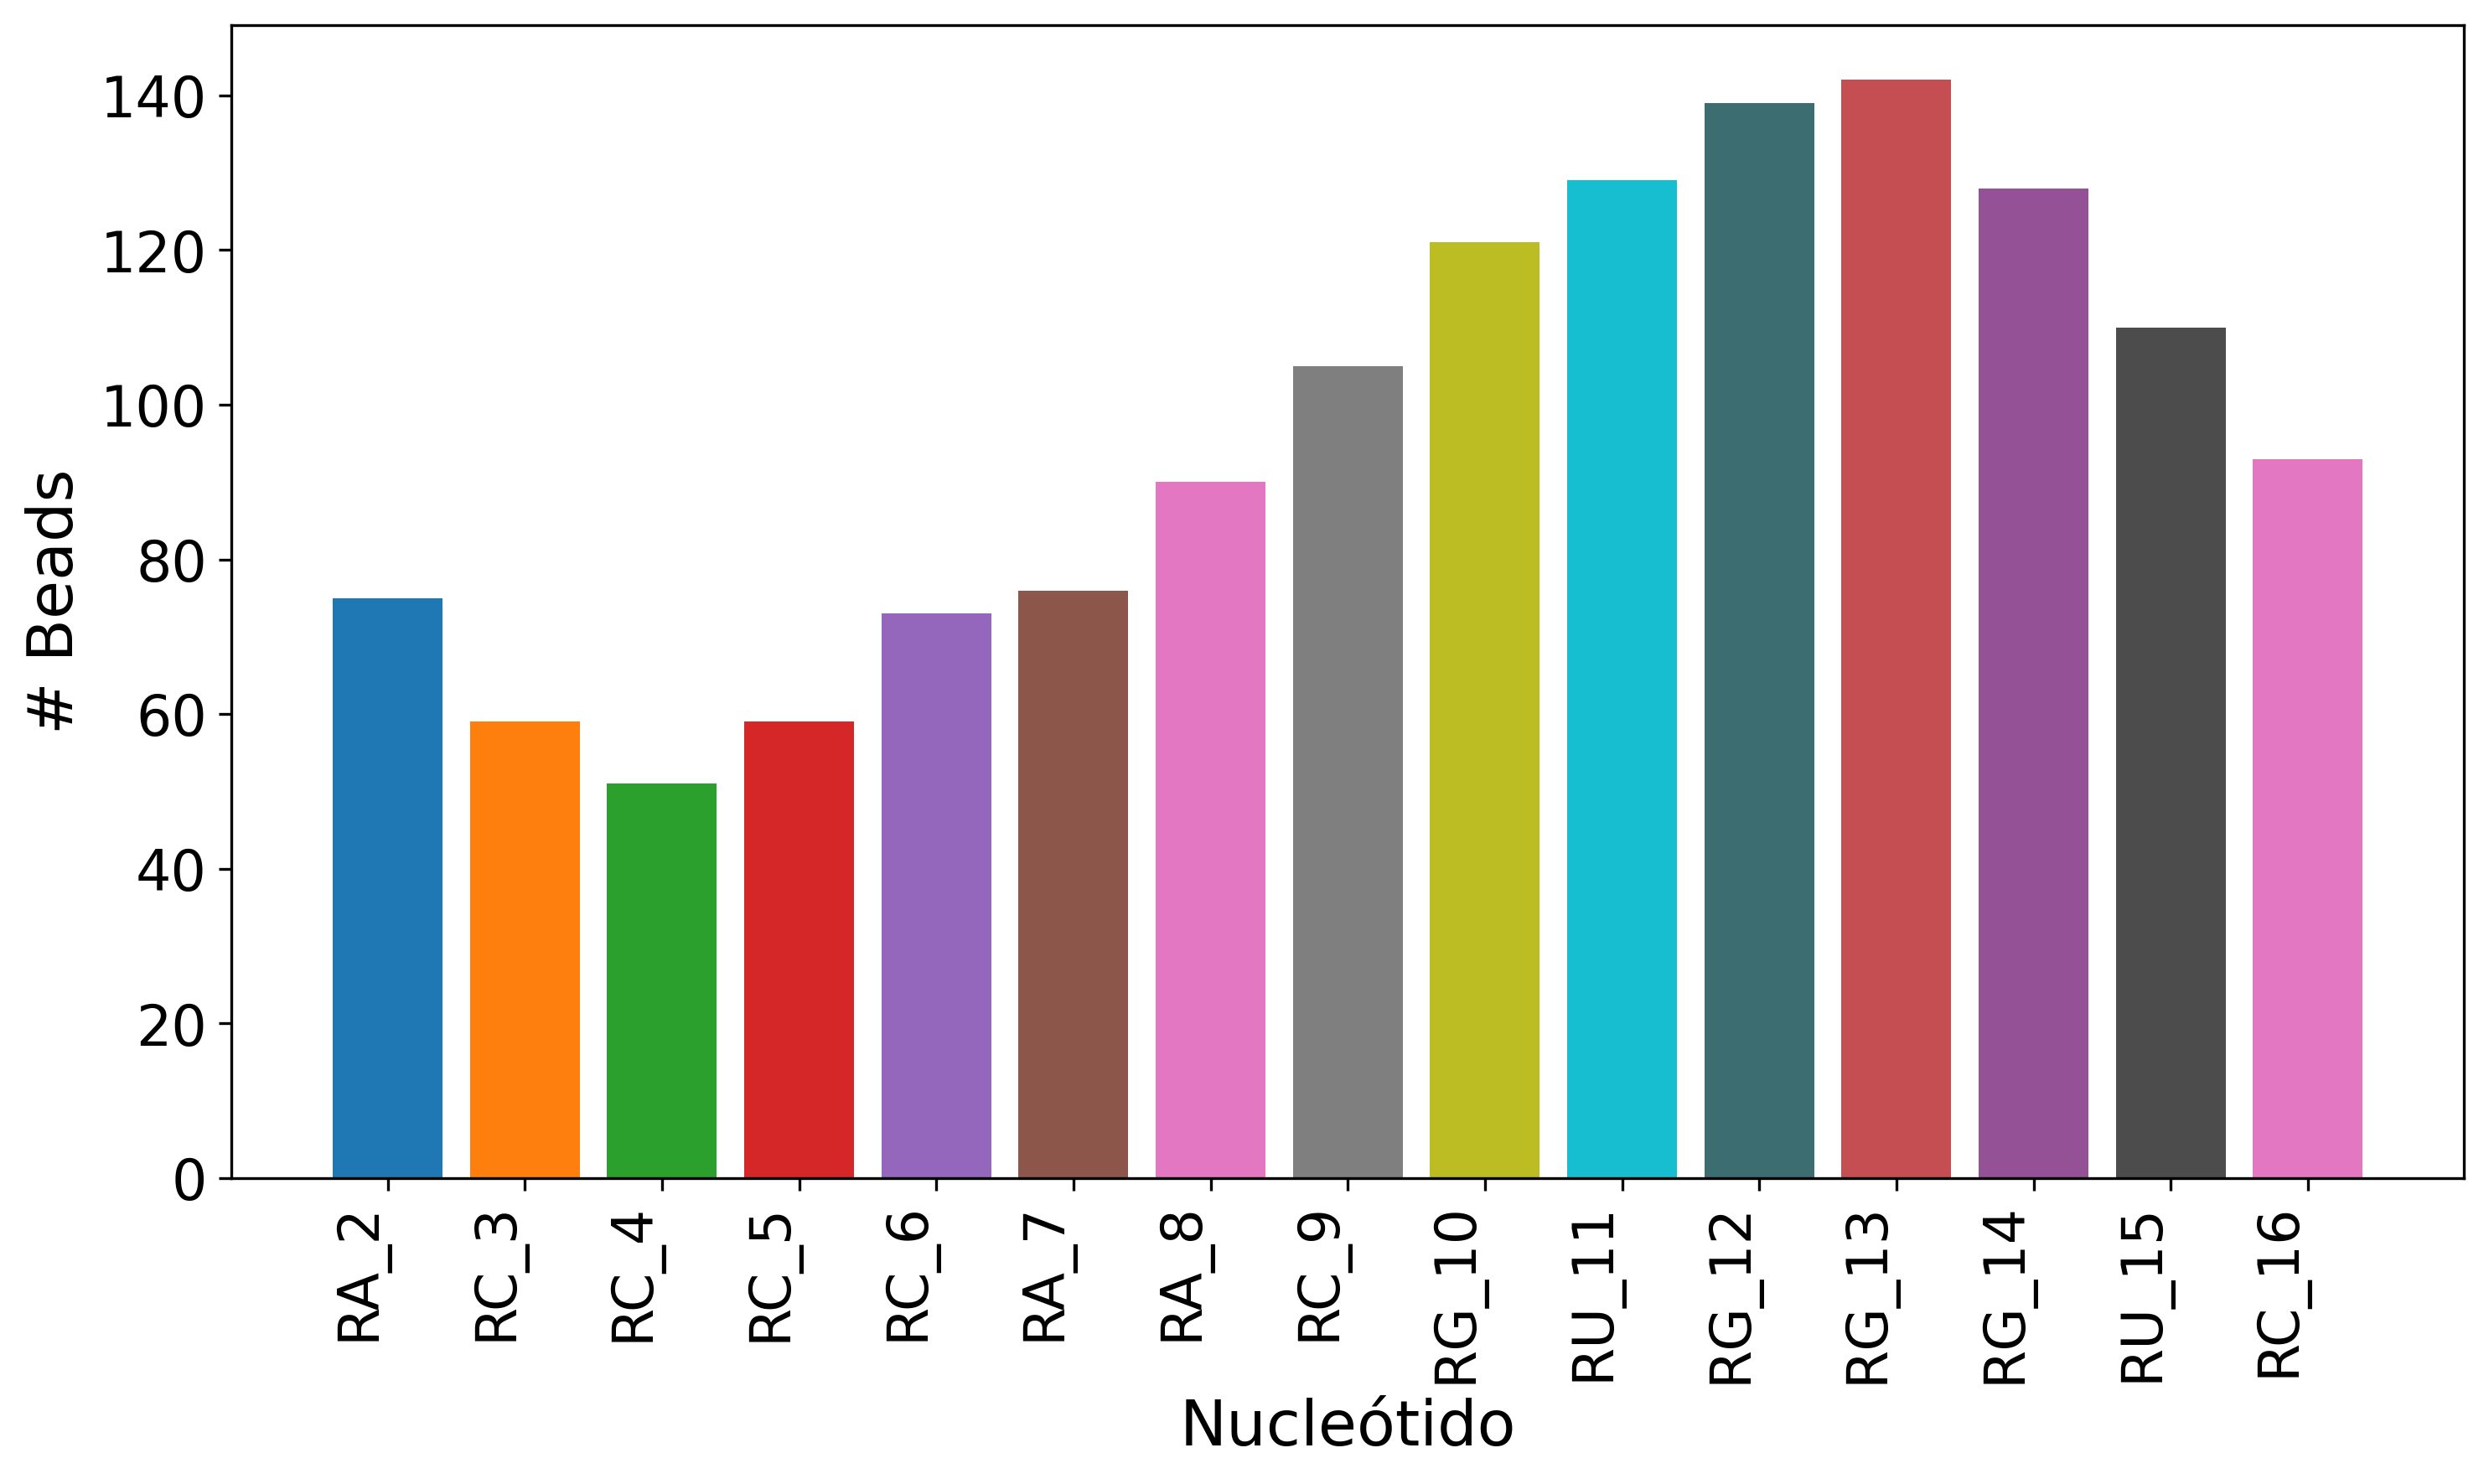 # Beads
140
120
100
80
60
40
20
0
RA_2
RC_3
RC_4
RC_5
RC_6
RA_7
RA_8
RC_9
RG_10
RU_11
RG_12
RG_13
RG_14
RU_15
RC_16
Nucleótido